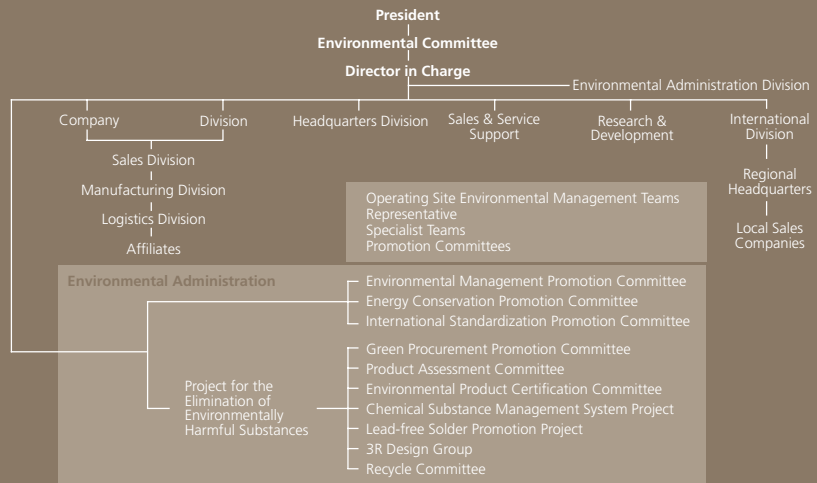 President
Environmental Committee
Director in Charge
Environmental Administration Division
Company
Division
Headquarters Division
Sales & Service
Support
Research &
Development
International
Division
Sales Division
Manufacturing Division
Logistics Division
Affiliates
Regional
Headquarters
Local Sales
Companies
Operating Site Environmental Management Teams
Representative
Specialist Teams
Promotion Committees
Environmental Administration
Environmental Management Promotion Committee
Energy Conservation Promotion Committee
International Standardization Promotion Committee
Project for the
Elimination of
Environmentally
Harmful Substances
Green Procurement Promotion Committee
Product Assessment Committee
Environmental Product Certification Committee
Chemical Substance Management System Project
Lead-free Solder Promotion Project
3R Design Group
Recycle Committee